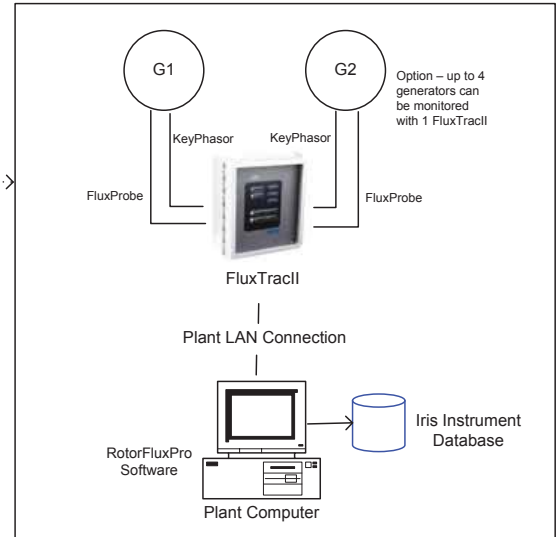 G1
G2
Option – up to 4
generators can
be monitored
with 1 FluxTracII
KeyPhasor
KeyPhasor
FluxProbe
FluxProbe
FluxTracII
Plant LAN Connection
Iris Instrument
Database
RotorFluxPro
Software
Plant Computer